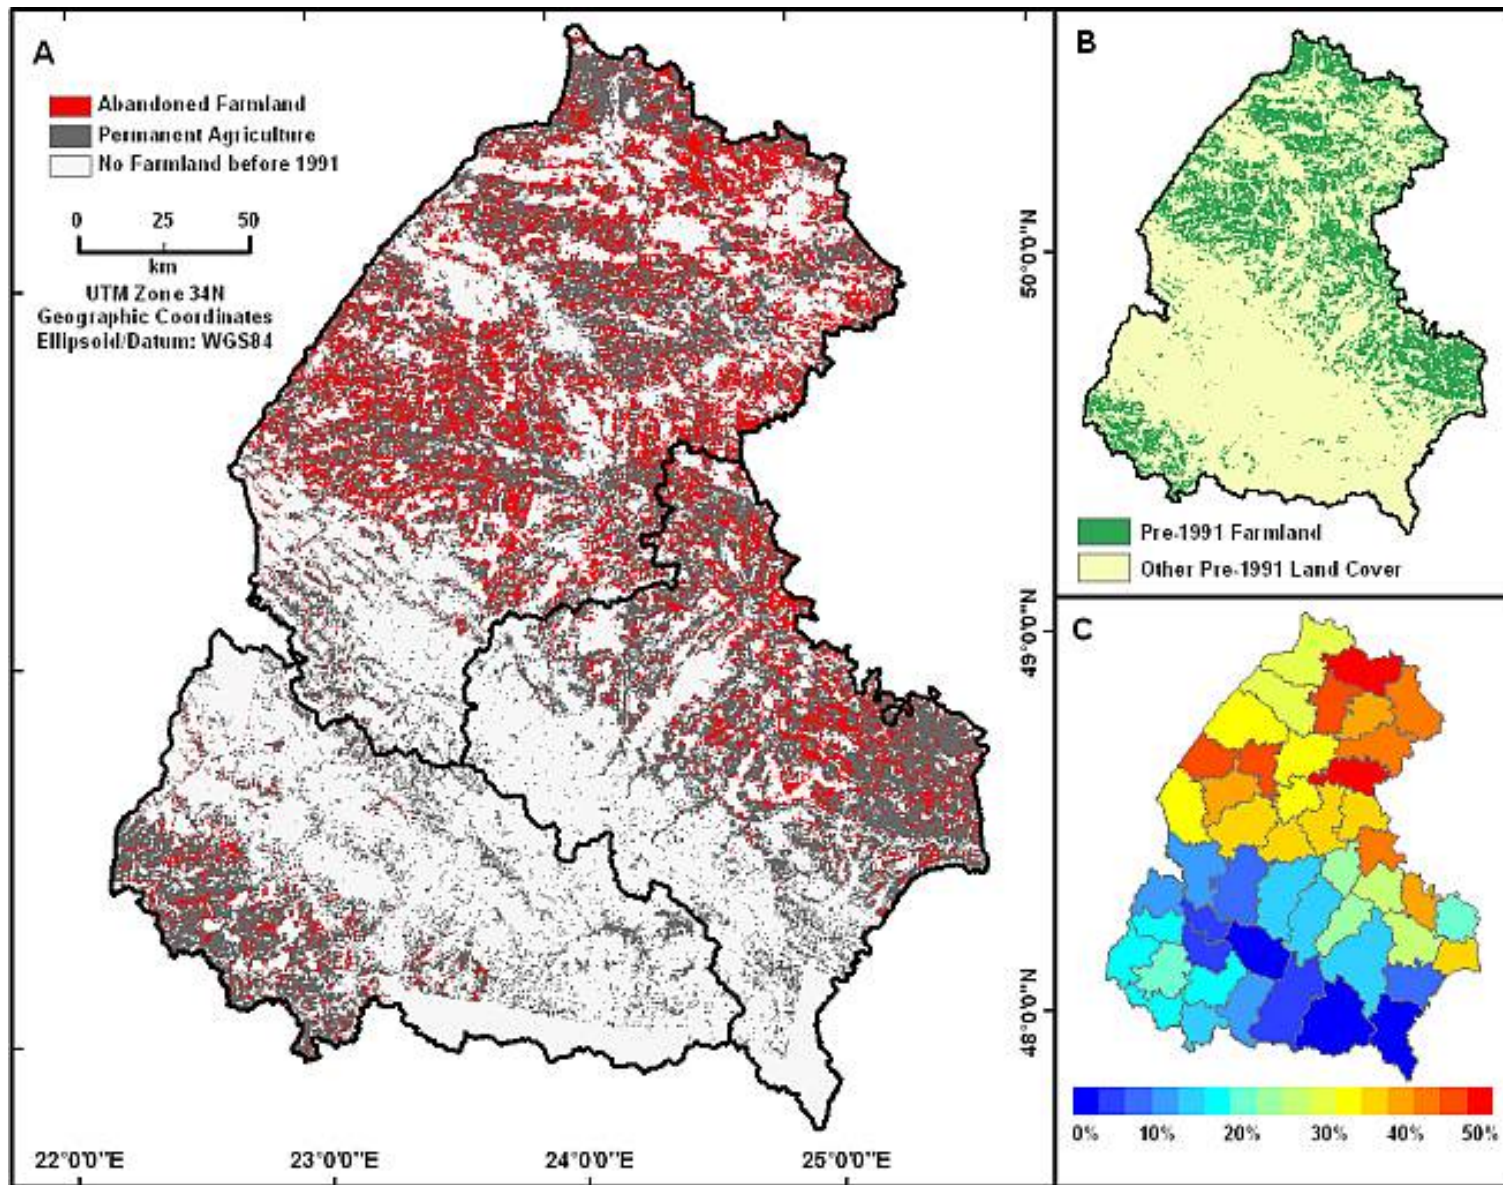 A
Abandoned Farmland
Permanent Agriculture
No Farmland before 1991
0 25 50
km
UTM Zone 34N
Geographic Coordinates
Ellipsoid/Datum: WGS84
50°0'0"N
49°0'0"N
48°0'0"N
22°0'0"E 23°0'0"E 24°0'0"E 25°0'0"E
B
Pre-1991 Farmland
Other Pre-1991 Land Cover
C
0% 10% 20% 30% 40% 50%